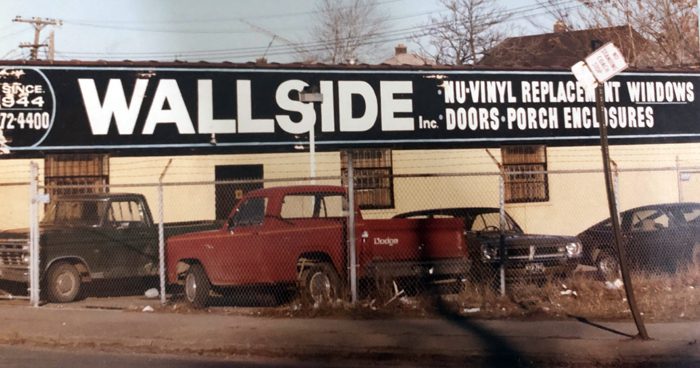 SINCE
1944
72-4400
WALLSIDE Inc.
• NU-VINYL REPLACEMENT WINDOWS
• DOORS • PORCH ENCLOSURES
Dodge